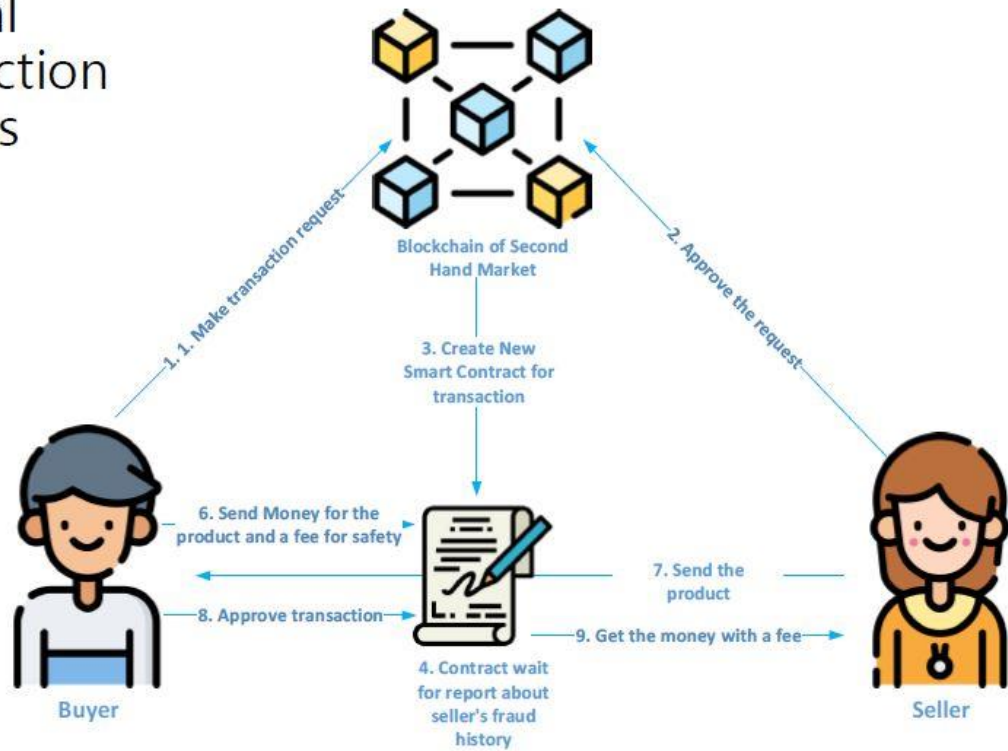 ction
s
1. 1. Make transaction request
Blockchain of Second
Hand Market
2. Approve the request
3. Create New
Smart Contract for
transaction
6. Send Money for the
product and a fee for safety
7. Send the
product
8. Approve transaction
9. Get the money with a fee
4. Contract wait
for report about
seller's fraud
history
Buyer
Seller